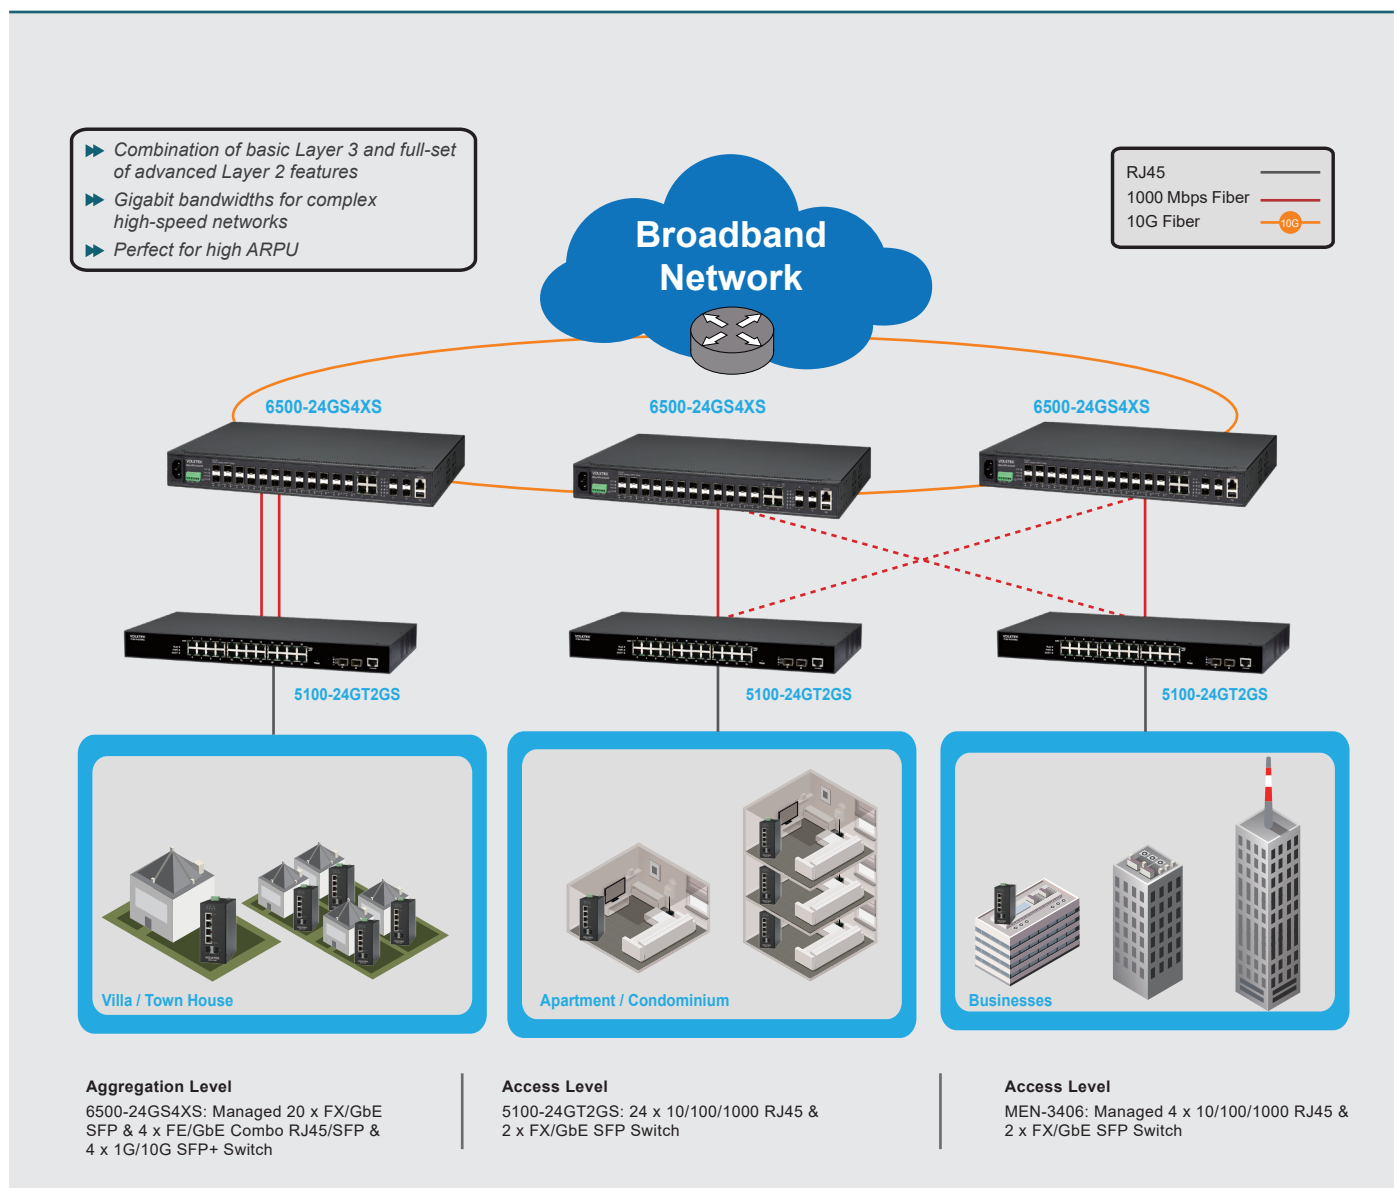 Combination of basic Layer 3 and full-set
of advanced Layer 2 features
Gigabit bandwidths for complex
high-speed networks
Perfect for high ARPU
Broadband
Network
RJ45
1000 Mbps Fiber
10G Fiber
10G
6500-24GS4XS
6500-24GS4XS
6500-24GS4XS
5100-24GT2GS
5100-24GT2GS
5100-24GT2GS
Villa / Town House
Apartment / Condominium
Businesses
Aggregation Level
6500-24GS4XS: Managed 20 x FX/GbE
SFP & 4 x FE/GbE Combo RJ45/SFP &
4 x 1G/10G SFP+ Switch
Access Level
5100-24GT2GS: 24 x 10/100/1000 RJ45 &
2 x FX/GbE SFP Switch
Access Level
MEN-3406: Managed 4 x 10/100/1000 RJ45 &
2 x FX/GbE SFP Switch